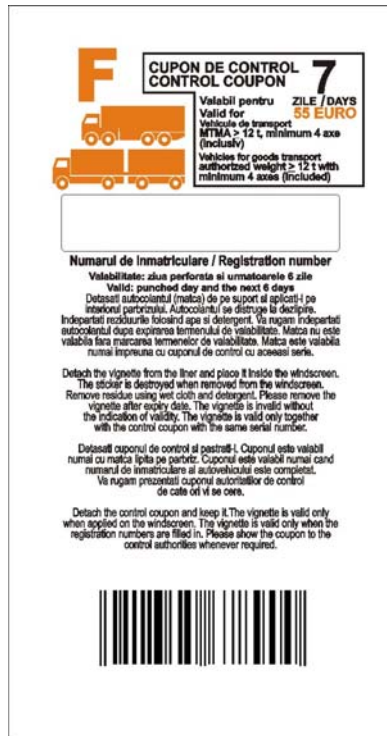 F
CUPON DE CONTROL
CONTROL COUPON
7
ZILE / DAYS
Valabil pentru
Valid for
55 EURO
Vehicule de transport
MTMA > 12 t, minimum 4 axe
(inclusiv)
Vehicles for goods transport
authorized weight ≥ 12 t with
minimum 4 axes (included)
Numarul de inmatriculare / Registration number
Valabilitate: ziua perforata si urmatoarele 6 zile
Valid: punched day and the next 6 days
Detasati autocolantul (matca) de pe suport si aplicati-l pe
interiorul parbrizului. Autocolantul se distruge la dezlipire.
Indepartati reziduurile folosind apa si detergent. Va rugam indepartati
autocolantul dupa expirarea termenului de valabilitate. Matca nu este
valabila fara marcarea termenelor de valabilitate. Matca este valabila
numai impreuna cu cuponul de control cu aceeasi serie.
Detach the vignette from the liner and place it inside the windscreen.
The sticker is destroyed when removed from the windscreen.
Remove residue using wet cloth and detergent. Please remove the
vignette after expiry date. The vignette is invalid without
the indication of validity. The vignette is valid only together
with the control coupon with the same serial number.
Detasati cuponul de control si pastrati-l. Cuponul este valabil
numai cu matca lipita pe parbriz. Cuponul este valabil numai cand
numarul de inmatriculare al autovehicului este completat.
Va rugam prezentati cuponul autoritatilor de control
de cate ori vi se cere.
Detach the control coupon and keep it.The vignette is valid only
when applied on the windscreen. The vignette is valid only when the
registration numbers are filled in. Please show the coupon to the
control authorities whenever required.